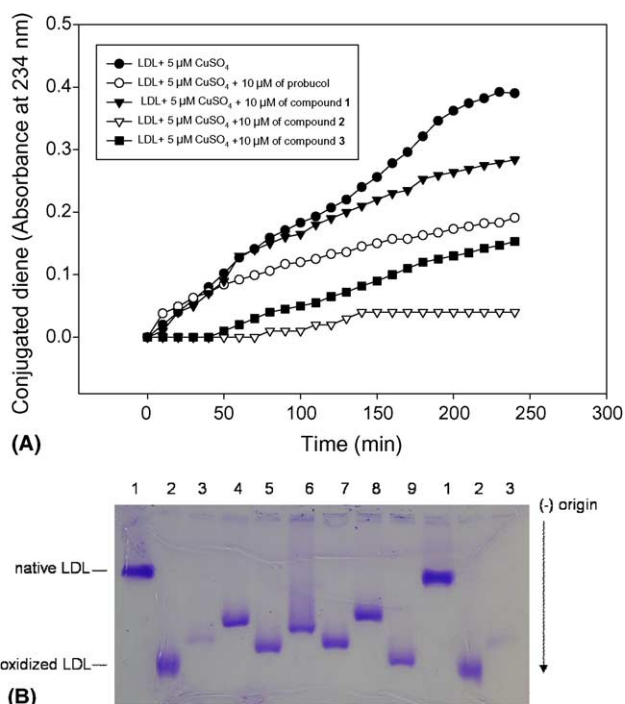 0.5
0.4
0.3
0.2
0.1
0.0
Conjugated diene (Absorbance at 234 nm)
LDL+ 5 µM CuSO₄
LDL+ 5 µM CuSO₄ + 10 µM of probucol
LDL+ 5 µM CuSO₄ + 10 µM of compound 1
LDL+ 5 µM CuSO₄ +10 µM of compound 2
LDL+ 5 µM CuSO₄ +10 µM of compound 3
0 50 100 150 200 250 300
Time (min)
(A)
1 2 3 4 5 6 7 8 9 1 2 3
(-) origin
native LDL
oxidized LDL
(B)